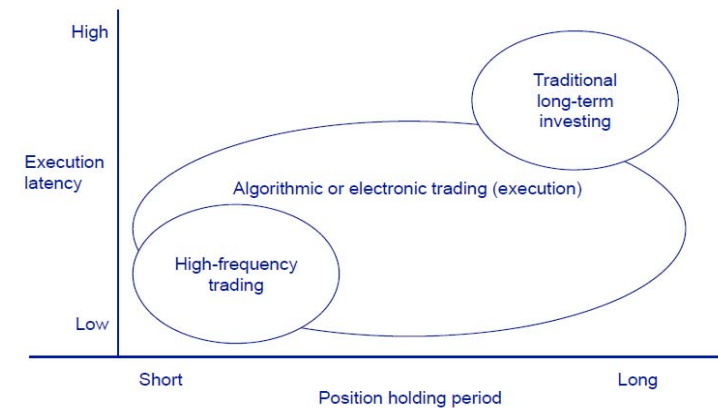 High
Traditional
long-term
investing
Execution
latency
Algorithmic or electronic trading (execution)
High-frequency
trading
Low
Short
Long
Position holding period